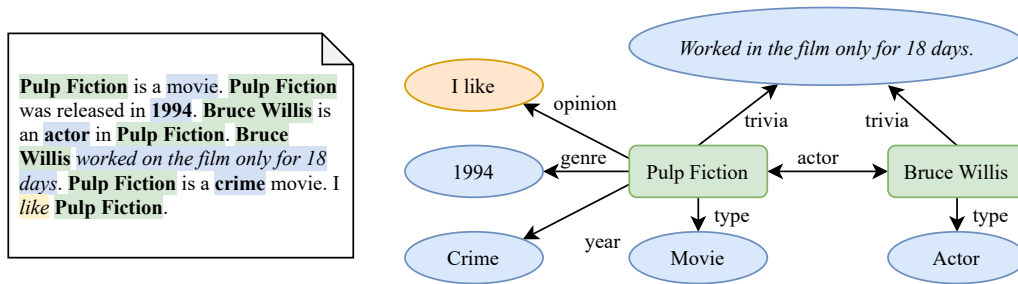 Pulp Fiction is a movie. Pulp Fiction
was released in 1994. Bruce Willis is
an actor in Pulp Fiction. Bruce
Willis worked on the film only for 18
days. Pulp Fiction is a crime movie. I
like Pulp Fiction.
Worked in the film only for 18 days.
I like
opinion
trivia
trivia
1994
genre
Pulp Fiction
actor
Bruce Willis
year
type
type
Crime
Movie
Actor